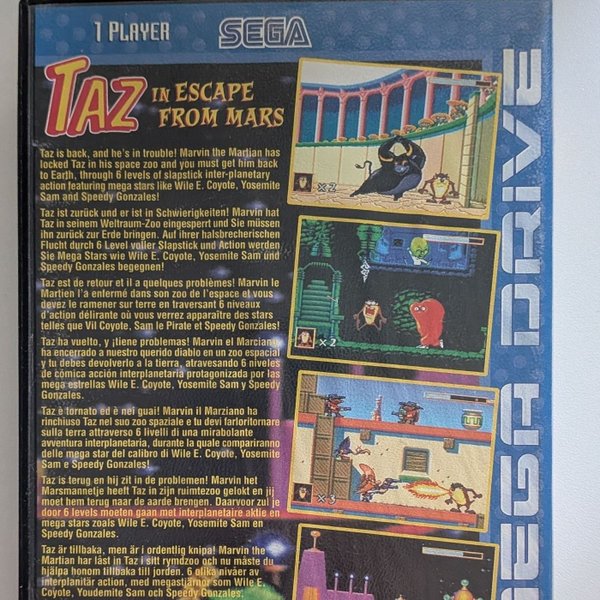 1 PLAYER
SEGA
TAZ IN ESCAPE
FROM MARS
Taz is back, and he's in trouble! Marvin the Martian has
locked Taz in his space zoo and you must get him back
to Earth, through 6 levels of slapstick inter-planetary
action featuring mega stars like Wile E. Coyote, Yosemite
Sam and Speedy Gonzales!
Taz ist zurück und er ist in Schwierigkeiten! Marvin hat
Taz in seinem Weltraum-Zoo eingesperrt und Sie müssen
ihn zurück zur Erde bringen. Auf ihrer halsbrecherischen
Flucht durch 6 Level voller Slapstick und Action werden
Sie Mega Stars wie Wile E. Coyote, Yosemite Sam und
Speedy Gonzales begegnen!
Taz est de retour et il a quelques problèmes! Marvin le
Martien l'a enfermé dans son zoo de l'espace et vous
devez le ramener sur terre en traversant 6 niveaux
d'action délirante où vous verrez apparaître des stars
telles que Vil Coyote, Sam le Pirate et Speedy Gonzales!
Taz ha vuelto, y ¡tiene problemas! Marvin el Marciano
ha encerrado a nuestro querido diablo en un zoo espacial
y tu debes devolverlo a la tierra, atravesando 6 niveles
de cómica acción interplanetaria protagonizada por las
mega estrellas Wile E. Coyote, Yosemite Sam y Speedy
Gonzales.
Taz è tornato ed è nei guai! Marvin il Marziano ha
rinchiuso Taz nel suo zoo spaziale e tu devi farloritornare
sulla terra attraverso 6 livelli di una mirabolante
avventura interplanetaria, durante la quale compariranno
delle mega star del calibro di Wile E. Coyote, Yosemite
Sam e Speedy Gonzales!
Taz is terug en hij zit in de problemen! Marvin het
Marsmannetje heeft Taz in zijn ruimtezoo gelokt en jij
moet hem terug naar de aarde brengen. Daarvoor zul je
door 6 levels moeten gaan met interplanetaire aktie en
mega stars zoals Wile E. Coyote, Yosemite Sam en
Speedy Gonzales.
Taz är tillbaka, men är i ordentlig knipa! Marvin the
Martian har låst in Taz i sitt rymdzoo och nu måste du
hjälpa honom tillbaka till jorden. 6 olika nivåer av
interplanitär action, med megastjärnor som Wile E.
Coyote, Youdemite Sam och Speedy Gonzales.
x2
x2
x3
MEGA DRIVE